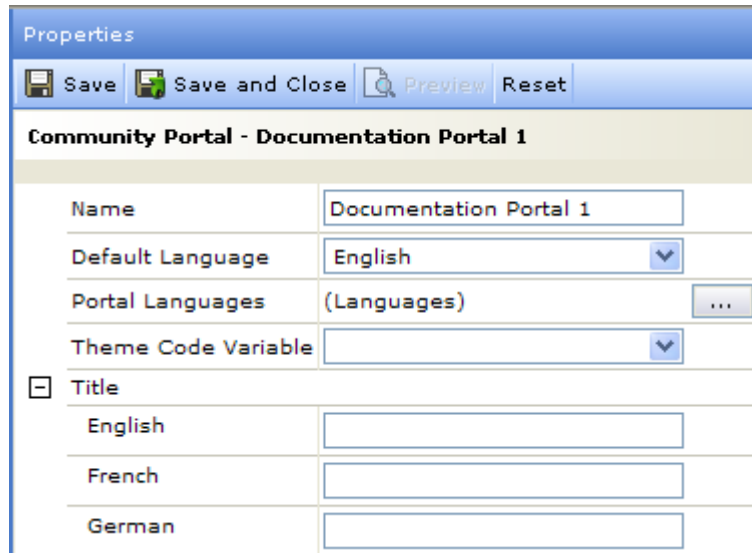 Properties
Save Save and Close Preview Reset
Community Portal - Documentation Portal 1
Name Documentation Portal 1
Default Language English
Portal Languages (Languages) ...
Theme Code Variable
Title
English
French
German